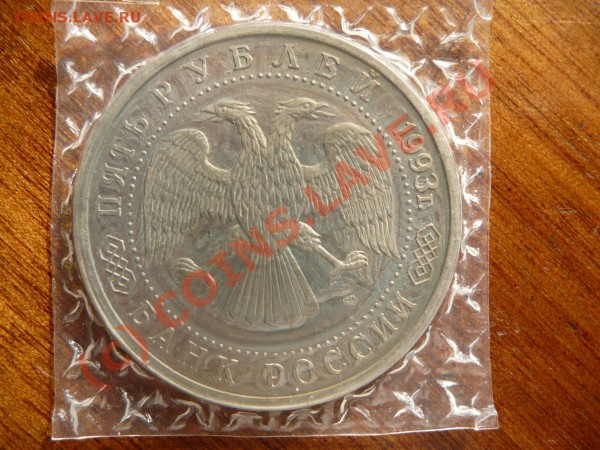 COINS.LAVE.RU
ПЯТЬ РУБЛЕЙ 1993г.
БАНК РОССИИ
(c) COINS.LAVE.RU